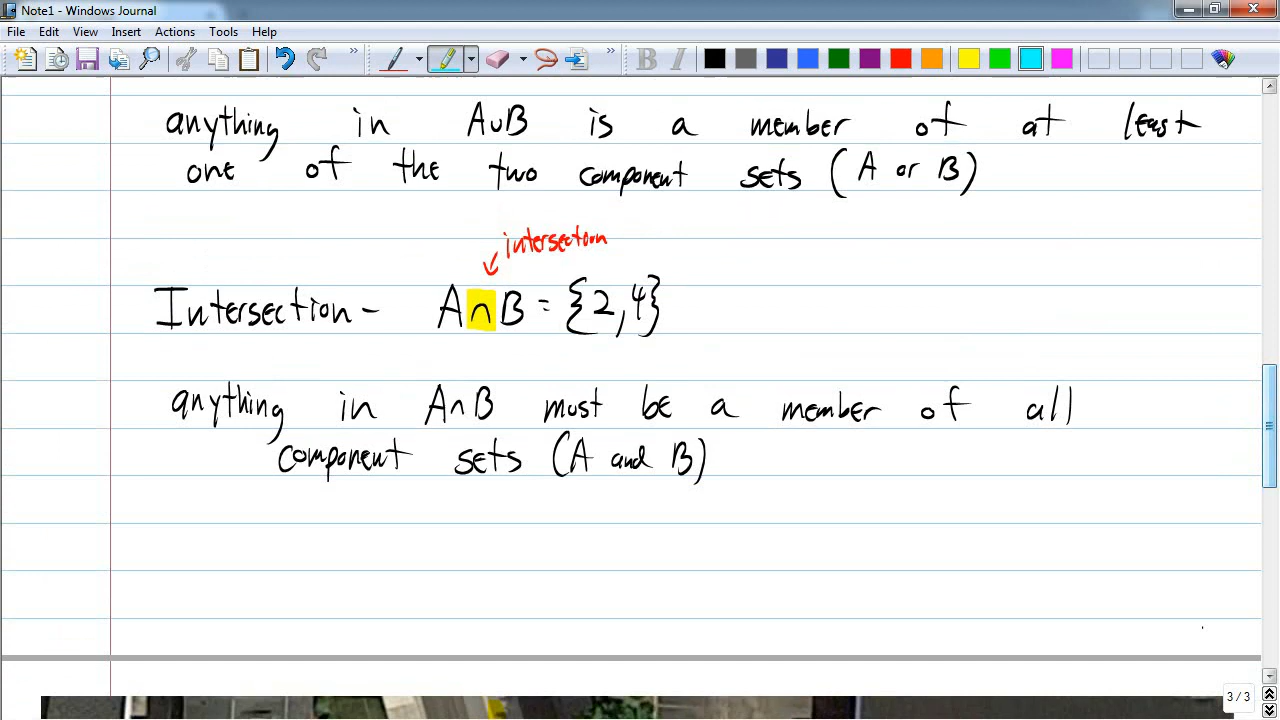 Note1 - Windows Journal
File Edit View Insert Actions Tools Help
anything in A∪B is a member of at least
one of the two component sets (A or B)
intersection
Intersection - A∩B = {2,4}
anything in A∩B must be a member of all
component sets (A and B)
3 / 3